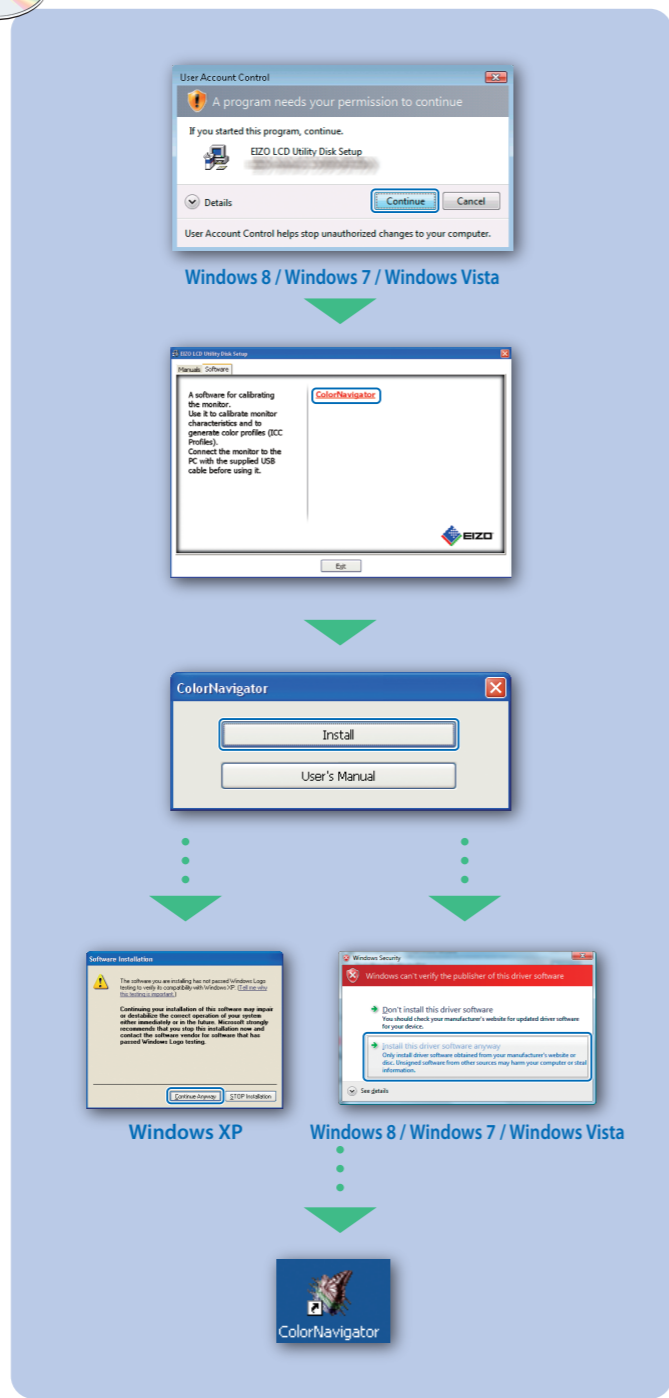 User Account Control
A program needs your permission to continue
If you started this program, continue.
EIZO LCD Utility Disk Setup
Details
Continue
Cancel
User Account Control helps stop unauthorized changes to your computer.
Windows 8 / Windows 7 / Windows Vista
EIZO LCD Utility Disk Setup
Manuals
Software
A software for calibrating
the monitor.
Use it to calibrate monitor
characteristics and to
generate color profiles (ICC
Profiles).
Connect the monitor to the
PC with the supplied USB
cable before using it.
ColorNavigator
EIZO
Exit
ColorNavigator
Install
User's Manual
Software Installation
The software you are installing has not passed Windows Logo
testing to verify its compatibility with Windows XP. (Tell me why
this testing is important.)
Continuing your installation of this software may impair
or destabilize the correct operation of your system
either immediately or in the future. Microsoft strongly
recommends that you stop this installation now and
contact the software vendor for software that has
passed Windows Logo testing.
Continue Anyway
STOP Installation
Windows XP
Windows Security
Windows can't verify the publisher of this driver software
Don't install this driver software
You should check your manufacturer's website for updated driver software
for your device.
Install this driver software anyway
Only install driver software obtained from your manufacturer's website or
disc. Unsigned software from other sources may harm your computer or steal
information.
See details
Windows 8 / Windows 7 / Windows Vista
ColorNavigator